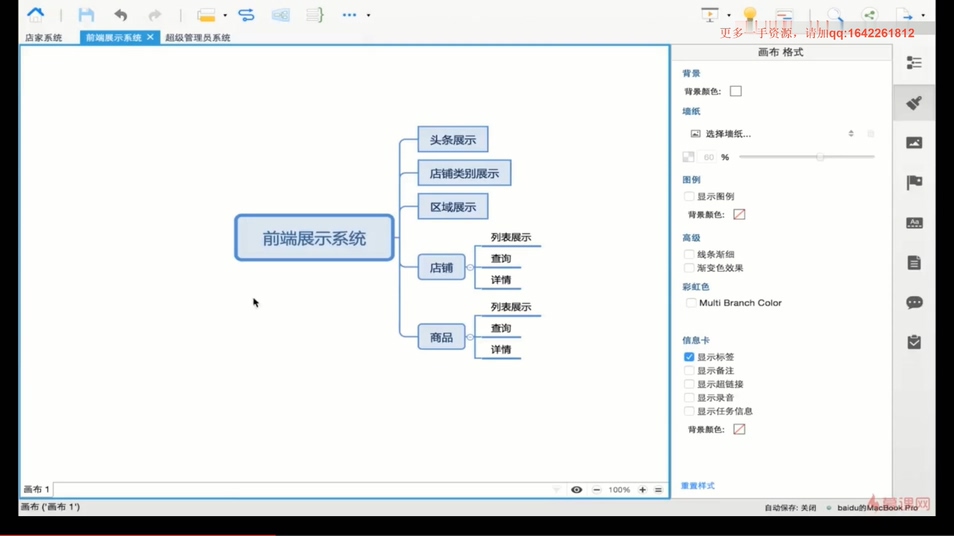 更多一手资源，请加qq:1642261812
店家系统
前端展示系统
超级管理员系统
画布 格式
背景
背景颜色:
墙纸
选择墙纸...
60 %
图例
显示图例
背景颜色:
高级
线条渐细
渐变色效果
彩虹色
Multi Branch Color
信息卡
显示标签
显示备注
显示超链接
显示录音
显示任务信息
背景颜色:
重置样式
前端展示系统
头条展示
店铺类别展示
区域展示
店铺
列表展示
查询
详情
商品
列表展示
查询
详情
画布 1
100%
画布 ('画布 1')
自动保存: 关闭
baidu的MacBook Pro
慕课网